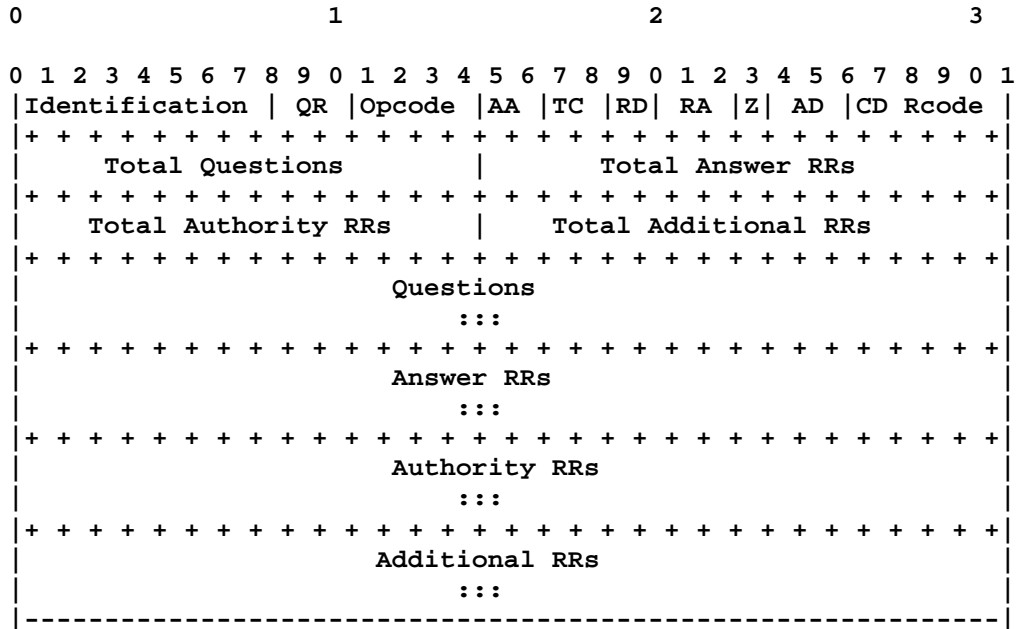 0 1 2 3
0 1 2 3 4 5 6 7 8 9 0 1 2 3 4 5 6 7 8 9 0 1 2 3 4 5 6 7 8 9 0 1
|Identification | QR |Opcode |AA |TC |RD| RA |Z| AD |CD Rcode |
|+ + + + + + + + + + + + + + + + + + + + + + + + + + + + + + +|
| Total Questions | Total Answer RRs |
|+ + + + + + + + + + + + + + + + + + + + + + + + + + + + + + +|
| Total Authority RRs | Total Additional RRs |
|+ + + + + + + + + + + + + + + + + + + + + + + + + + + + + + +|
| Questions |
| ::: |
|+ + + + + + + + + + + + + + + + + + + + + + + + + + + + + + +|
| Answer RRs |
| ::: |
|+ + + + + + + + + + + + + + + + + + + + + + + + + + + + + + +|
| Authority RRs |
| ::: |
|+ + + + + + + + + + + + + + + + + + + + + + + + + + + + + + +|
| Additional RRs |
| ::: |
|-------------------------------------------------------------|